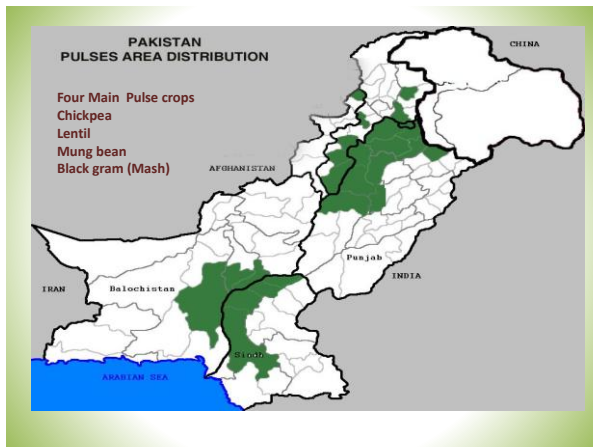 PAKISTAN
PULSES AREA DISTRIBUTION
Four Main Pulse crops
Chickpea
Lentil
Mung bean
Black gram (Mash)
CHINA
AFGHANISTAN
Punjab
INDIA
IRAN
Balochistan
Sindh
ARABIAN SEA